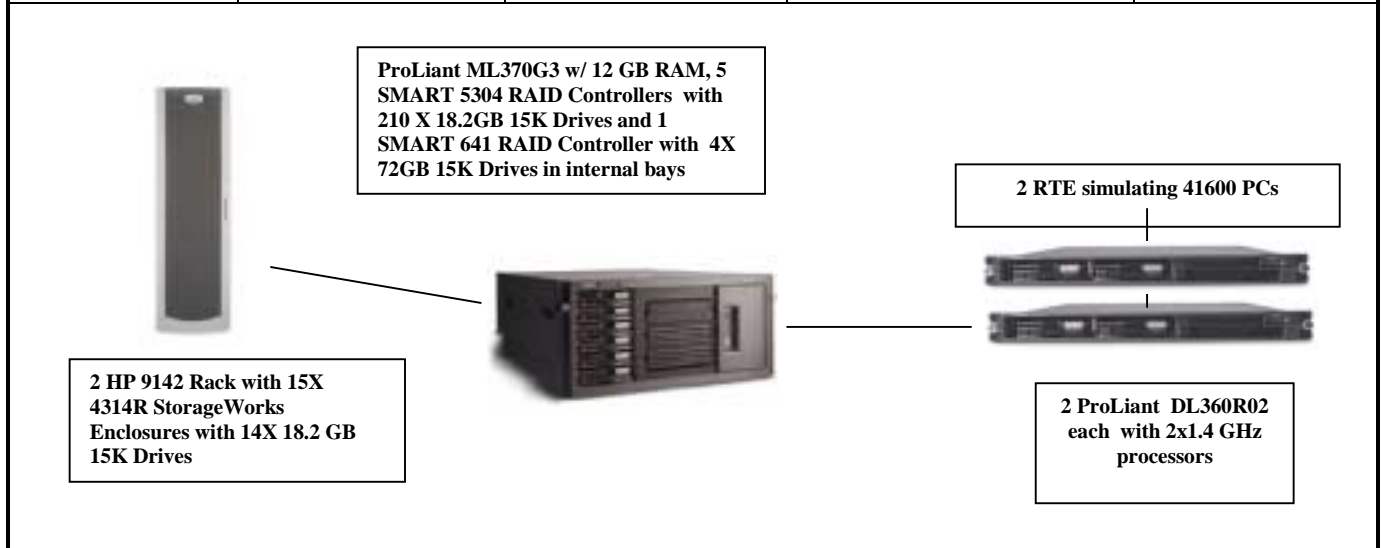 ProLiant ML370G3 w/ 12 GB RAM, 5
SMART 5304 RAID Controllers with
210 X 18.2GB 15K Drives and 1
SMART 641 RAID Controller with 4X
72GB 15K Drives in internal bays
2 RTE simulating 41600 PCs
2 HP 9142 Rack with 15X
4314R StorageWorks
Enclosures with 14X 18.2 GB
15K Drives
2 ProLiant DL360R02
each with 2x1.4 GHz
processors